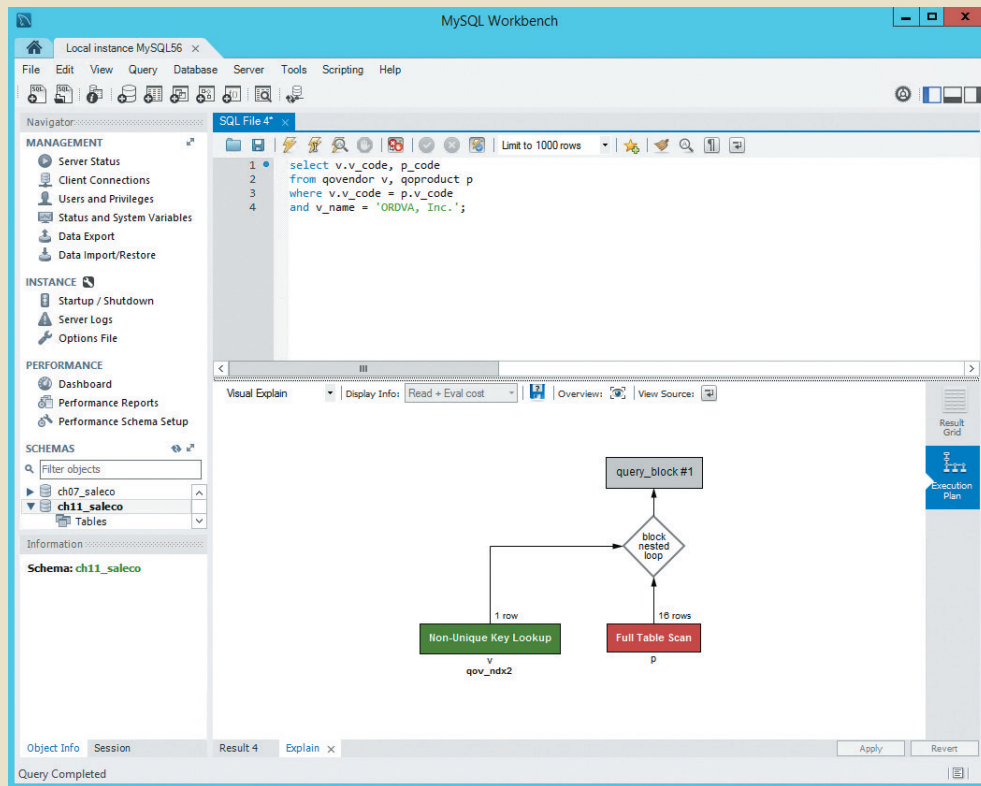 MySQL Workbench
Local instance MySQL56
File Edit View Query Database Server Tools Scripting Help
Navigator
MANAGEMENT
Server Status
Client Connections
Users and Privileges
Status and System Variables
Data Export
Data Import/Restore
INSTANCE
Startup / Shutdown
Server Logs
Options File
PERFORMANCE
Dashboard
Performance Reports
Performance Schema Setup
SCHEMAS
Filter objects
ch07_saleco
ch11_saleco
Tables
Information
Schema: ch11_saleco
Object Info Session
Query Completed
SQL File 4*
Limit to 1000 rows
1 select v.v_code, p_code
2 from qovendor v, qoproduct p
3 where v.v_code = p.v_code
4 and v_name = 'ORDVA, Inc.';
Visual Explain Display Info: Read + Eval cost Overview: View Source:
Result Grid
Execution Plan
query_block #1
block
nested
loop
1 row
16 rows
Non-Unique Key Lookup
Full Table Scan
v
p
qov_ndx2
Result 4 Explain
Apply Revert